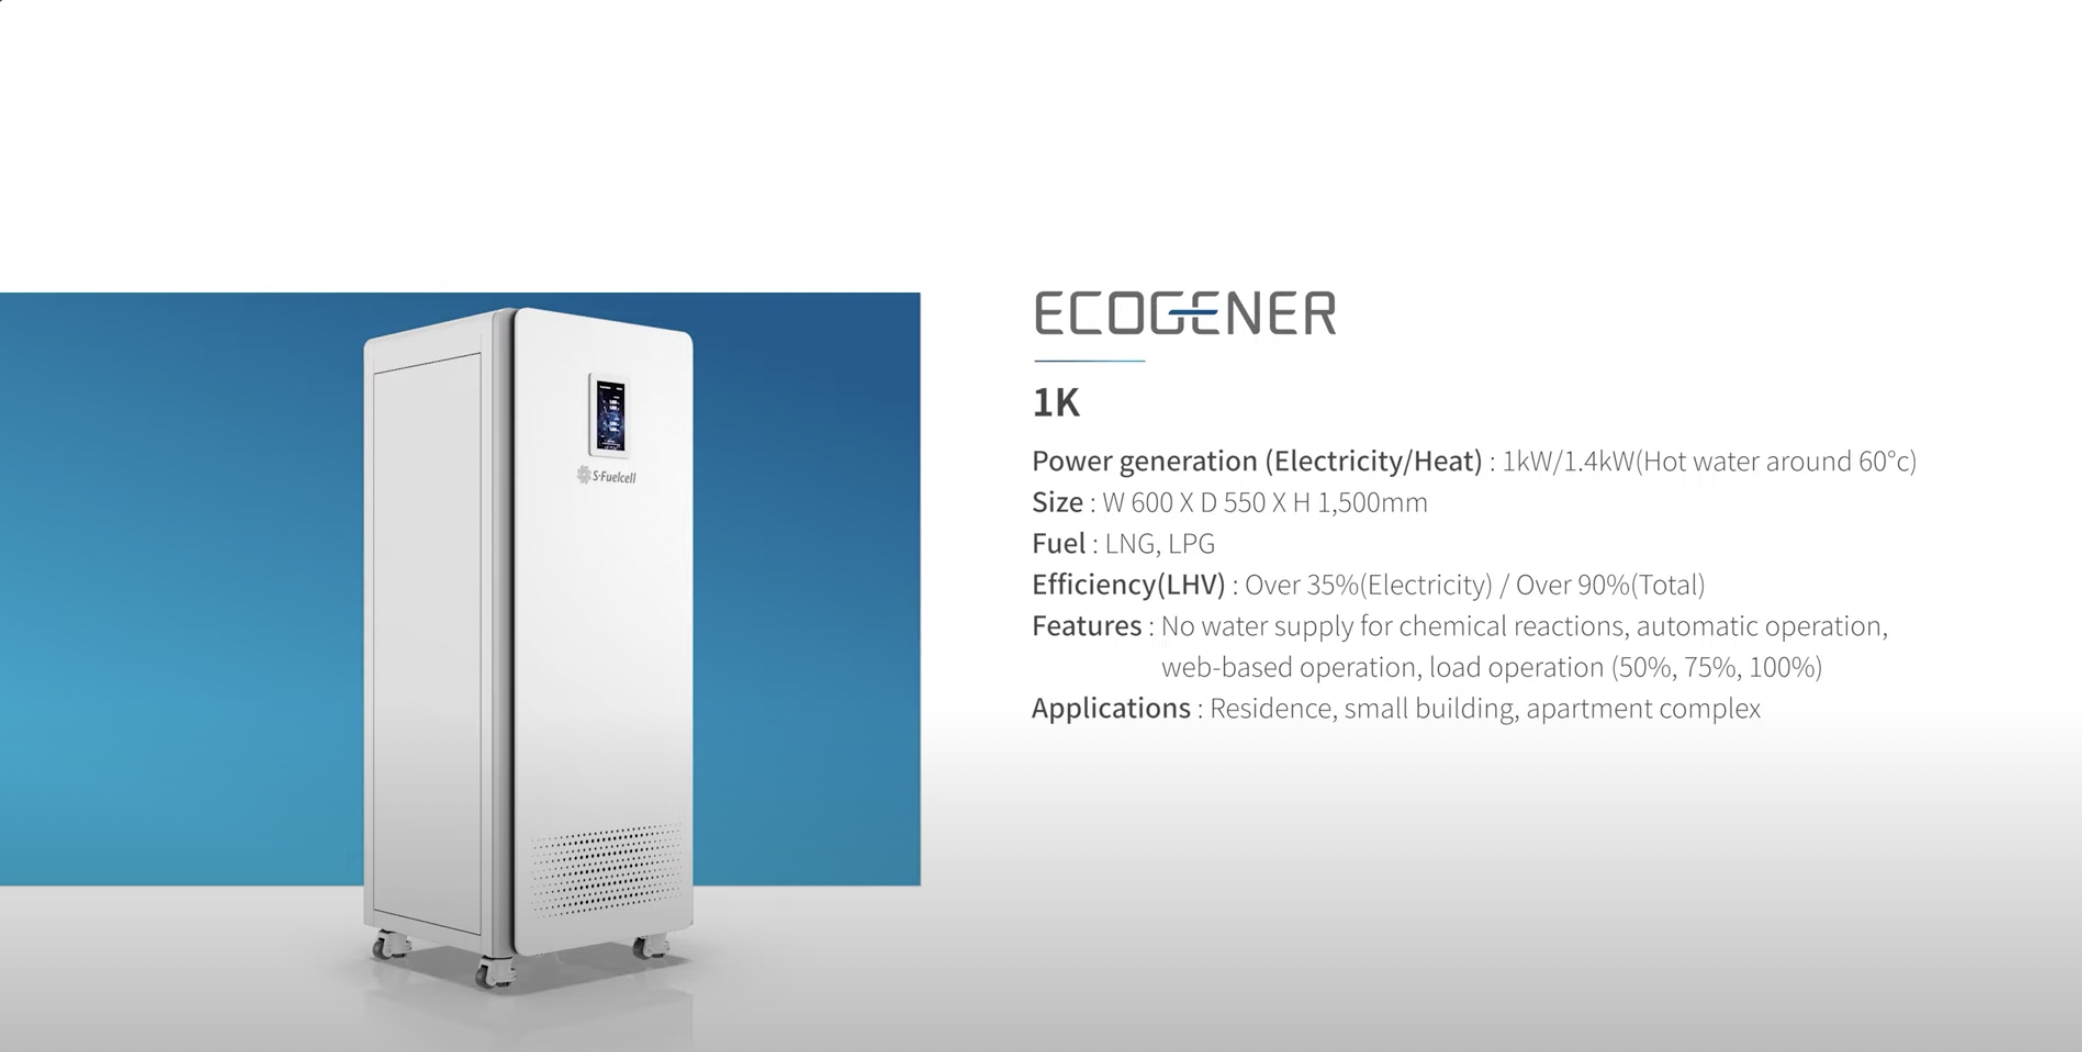 ECOGENER
1K
Power generation (Electricity/Heat) : 1kW/1.4kW(Hot water around 60°c)
Size : W 600 X D 550 X H 1,500mm
Fuel : LNG, LPG
Efficiency(LHV) : Over 35%(Electricity) / Over 90%(Total)
Features : No water supply for chemical reactions, automatic operation,
web-based operation, load operation (50%, 75%, 100%)
Applications : Residence, small building, apartment complex
S·Fuelcell